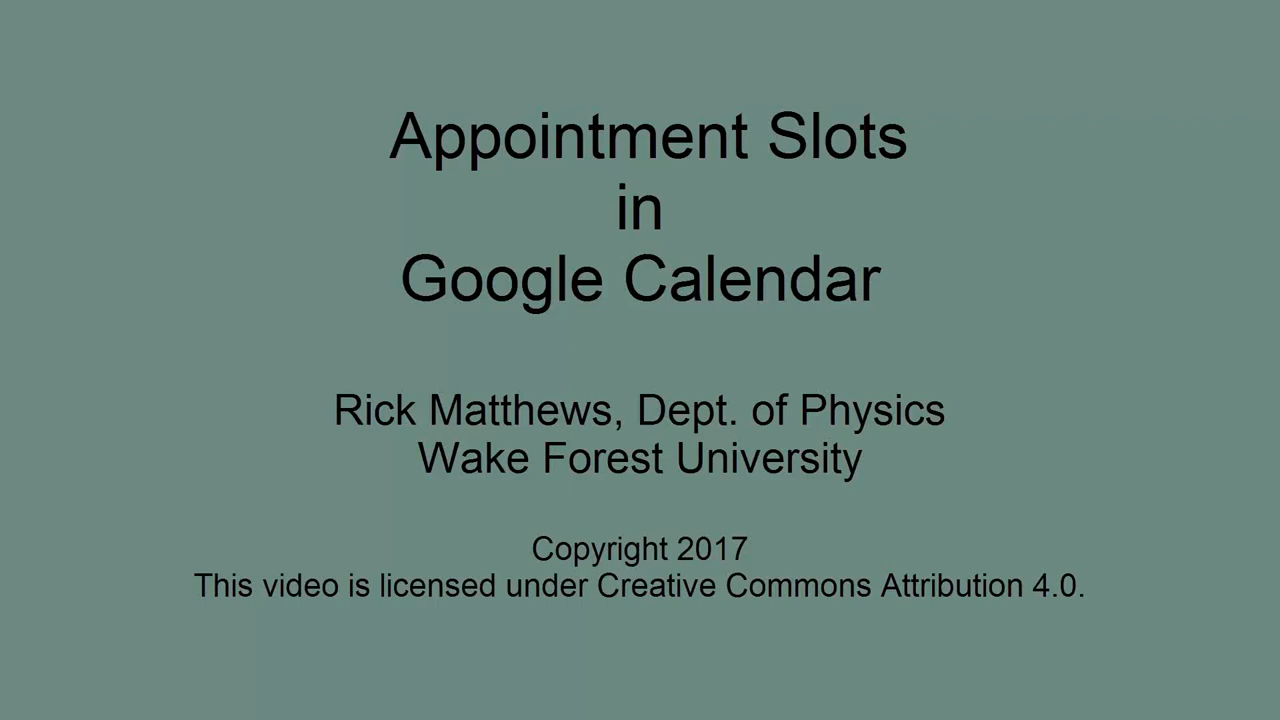 Appointment Slots
in
Google Calendar
Rick Matthews, Dept. of Physics
Wake Forest University
Copyright 2017
This video is licensed under Creative Commons Attribution 4.0.